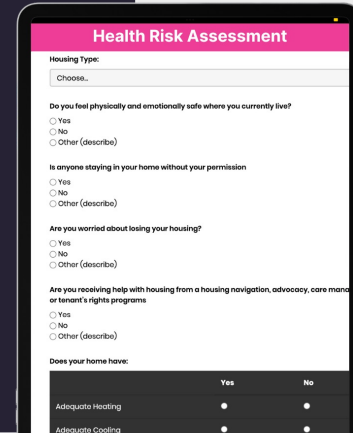 Health Risk Assessment
Housing Type:
Choose..
Do you feel physically and emotionally safe where you currently live?
Yes
No
Other (describe)
Is anyone staying in your home without your permission
Yes
No
Other (describe)
Are you worried about losing your housing?
Yes
No
Other (describe)
Are you receiving help with housing from a housing navigation, advocacy, care mana
or tenant's rights programs
Yes
No
Other (describe)
Does your home have:
Yes No
Adequate Heating
Adequate Cooling